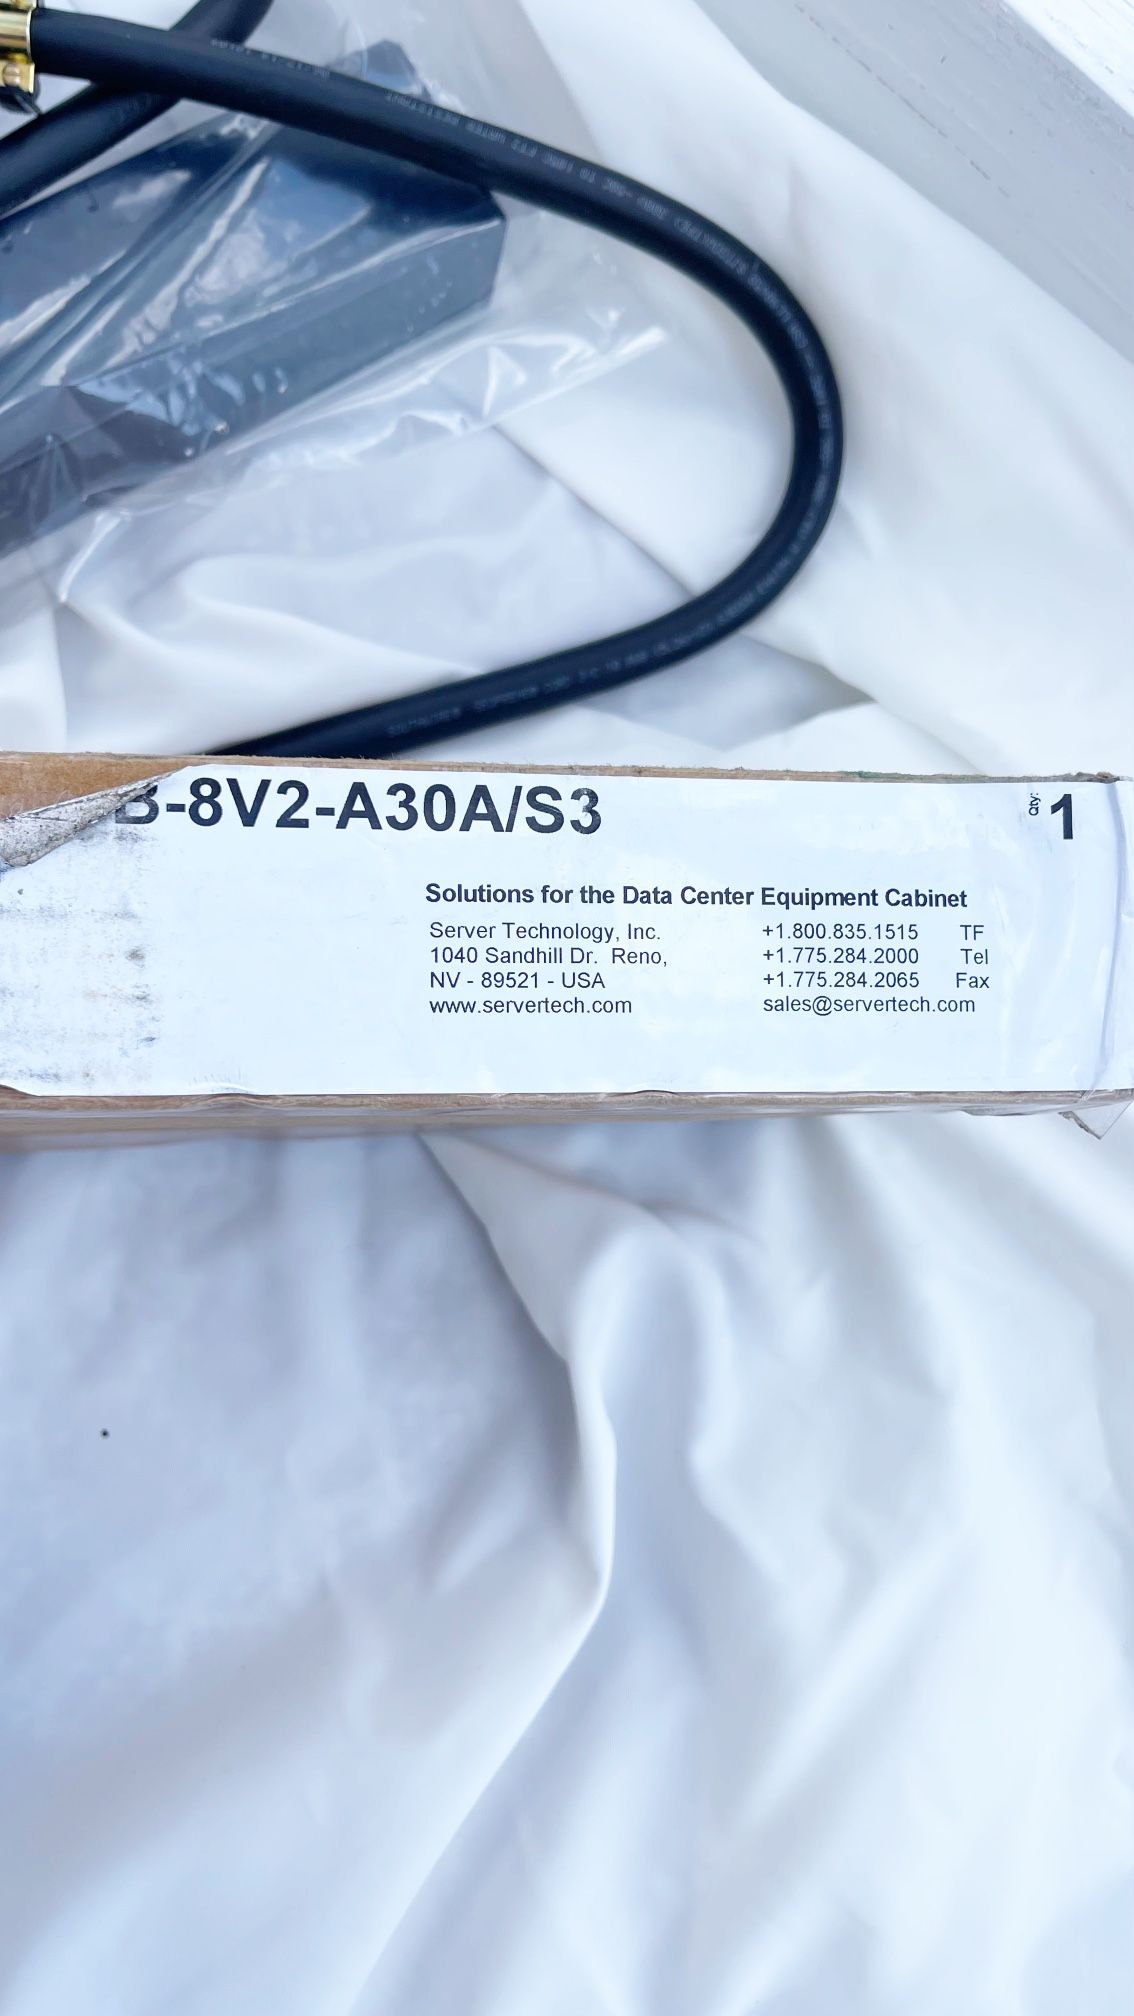 B-8V2-A30A/S3
Qty: 1
Solutions for the Data Center Equipment Cabinet
Server Technology, Inc. +1.800.835.1515 TF
1040 Sandhill Dr. Reno, +1.775.284.2000 Tel
NV - 89521 - USA +1.775.284.2065 Fax
www.servertech.com sales@servertech.com